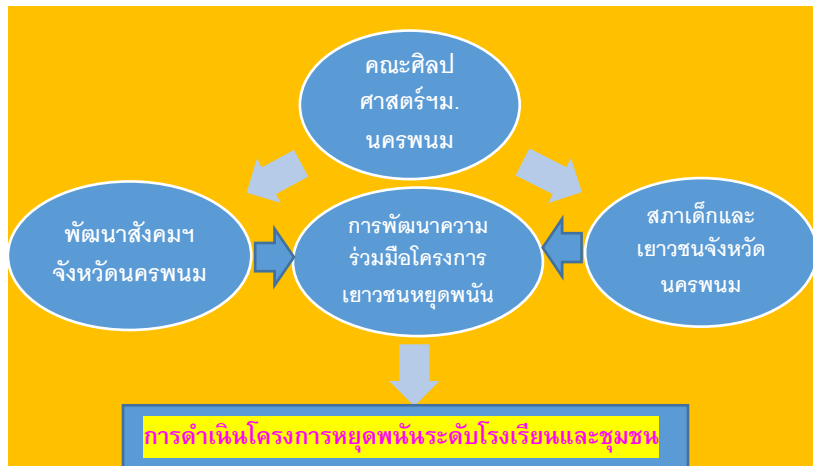 คณะศิลป
ศาสตร์ฯม.
นครพนม
พัฒนาสังคมฯ
จังหวัดนครพนม
การพัฒนาความ
ร่วมมือโครงการ
เยาวชนหยุดพนัน
สภาเด็กและ
เยาวชนจังหวัด
นครพนม
การดำเนินโครงการหยุดพนันระดับโรงเรียนและชุมชน